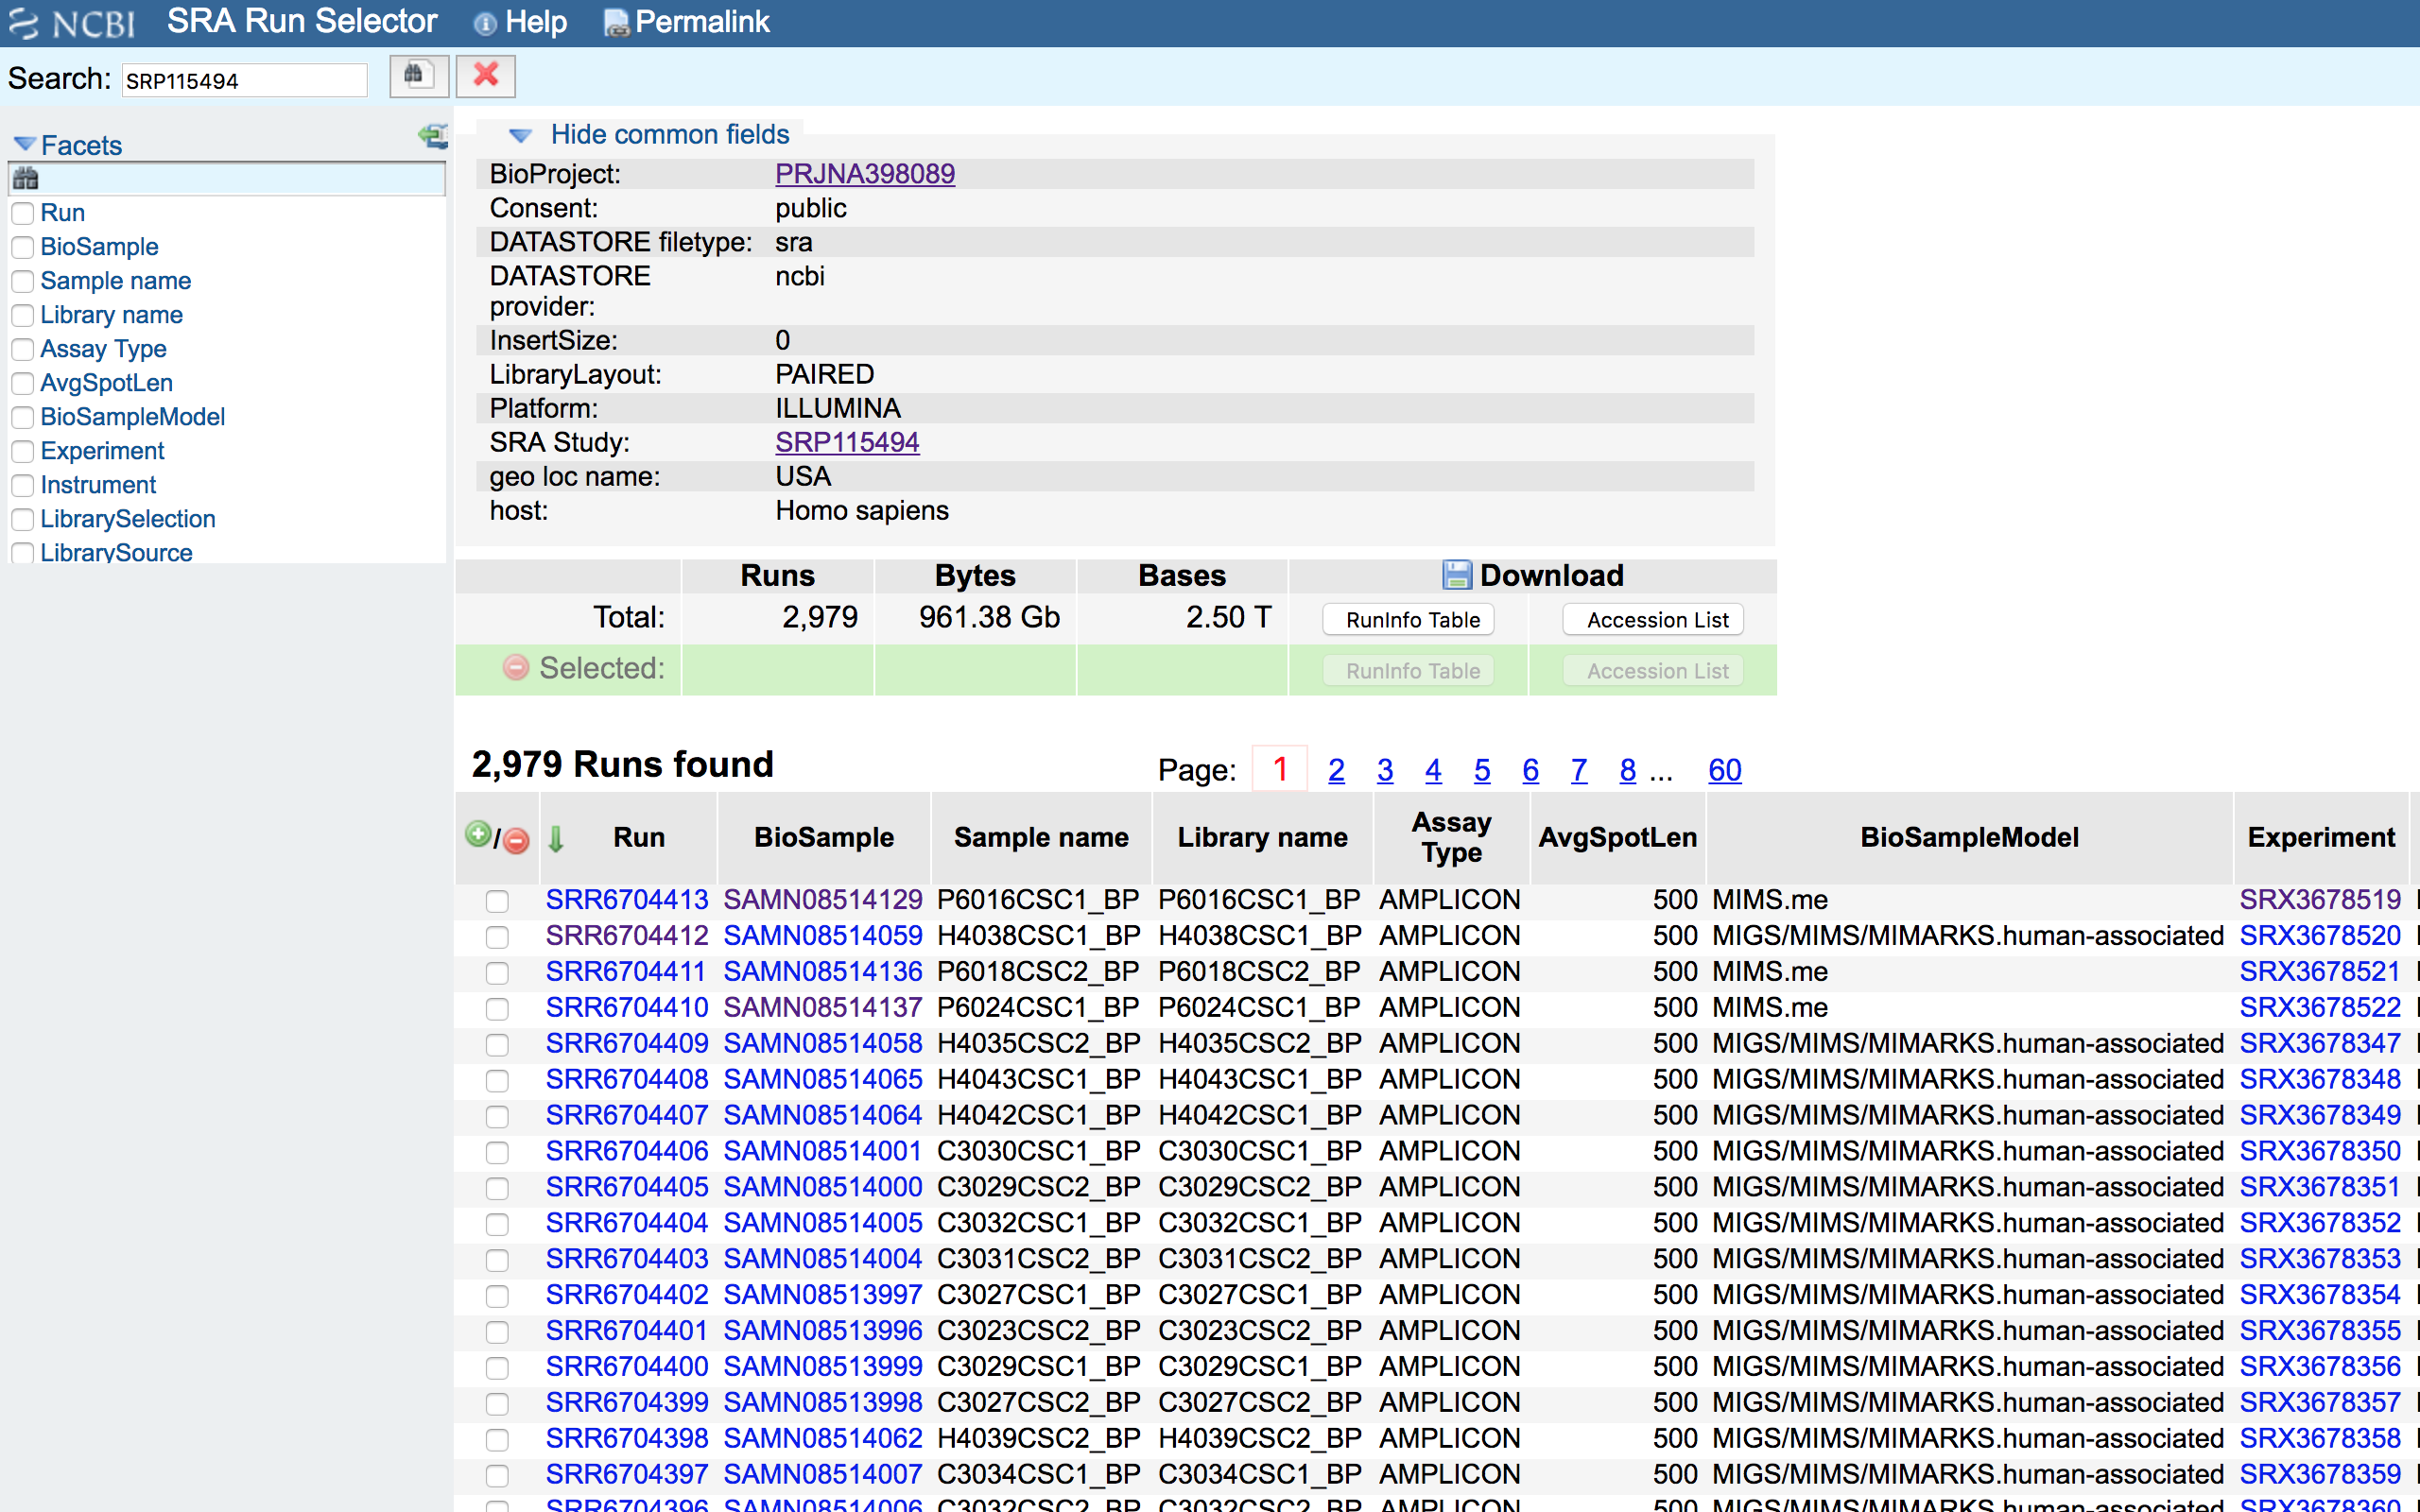 NCBI SRA Run Selector Help Permalink
Search: SRP115494
Facets
Run
BioSample
Sample name
Library name
Assay Type
AvgSpotLen
BioSampleModel
Experiment
Instrument
LibrarySelection
LibrarySource
Hide common fields
BioProject: PRJNA398089
Consent: public
DATASTORE filetype: sra
DATASTORE provider: ncbi
InsertSize: 0
LibraryLayout: PAIRED
Platform: ILLUMINA
SRA Study: SRP115494
geo loc name: USA
host: Homo sapiens
Runs Bytes Bases Download
Total: 2,979 961.38 Gb 2.50 T RunInfo Table Accession List
Selected: RunInfo Table Accession List
2,979 Runs found Page: 1 2 3 4 5 6 7 8 ... 60
/ Run BioSample Sample name Library name Assay Type AvgSpotLen BioSampleModel Experiment
SRR6704413 SAMN08514129 P6016CSC1_BP P6016CSC1_BP AMPLICON 500 MIMS.me SRX3678519
SRR6704412 SAMN08514059 H4038CSC1_BP H4038CSC1_BP AMPLICON 500 MIGS/MIMS/MIMARKS.human-associated SRX3678520
SRR6704411 SAMN08514136 P6018CSC2_BP P6018CSC2_BP AMPLICON 500 MIMS.me SRX3678521
SRR6704410 SAMN08514137 P6024CSC1_BP P6024CSC1_BP AMPLICON 500 MIMS.me SRX3678522
SRR6704409 SAMN08514058 H4035CSC2_BP H4035CSC2_BP AMPLICON 500 MIGS/MIMS/MIMARKS.human-associated SRX3678347
SRR6704408 SAMN08514065 H4043CSC1_BP H4043CSC1_BP AMPLICON 500 MIGS/MIMS/MIMARKS.human-associated SRX3678348
SRR6704407 SAMN08514064 H4042CSC1_BP H4042CSC1_BP AMPLICON 500 MIGS/MIMS/MIMARKS.human-associated SRX3678349
SRR6704406 SAMN08514001 C3030CSC1_BP C3030CSC1_BP AMPLICON 500 MIGS/MIMS/MIMARKS.human-associated SRX3678350
SRR6704405 SAMN08514000 C3029CSC2_BP C3029CSC2_BP AMPLICON 500 MIGS/MIMS/MIMARKS.human-associated SRX3678351
SRR6704404 SAMN08514005 C3032CSC1_BP C3032CSC1_BP AMPLICON 500 MIGS/MIMS/MIMARKS.human-associated SRX3678352
SRR6704403 SAMN08514004 C3031CSC2_BP C3031CSC2_BP AMPLICON 500 MIGS/MIMS/MIMARKS.human-associated SRX3678353
SRR6704402 SAMN08513997 C3027CSC1_BP C3027CSC1_BP AMPLICON 500 MIGS/MIMS/MIMARKS.human-associated SRX3678354
SRR6704401 SAMN08513996 C3023CSC2_BP C3023CSC2_BP AMPLICON 500 MIGS/MIMS/MIMARKS.human-associated SRX3678355
SRR6704400 SAMN08513999 C3029CSC1_BP C3029CSC1_BP AMPLICON 500 MIGS/MIMS/MIMARKS.human-associated SRX3678356
SRR6704399 SAMN08513998 C3027CSC2_BP C3027CSC2_BP AMPLICON 500 MIGS/MIMS/MIMARKS.human-associated SRX3678357
SRR6704398 SAMN08514062 H4039CSC2_BP H4039CSC2_BP AMPLICON 500 MIGS/MIMS/MIMARKS.human-associated SRX3678358
SRR6704397 SAMN08514007 C3034CSC1_BP C3034CSC1_BP AMPLICON 500 MIGS/MIMS/MIMARKS.human-associated SRX3678359
SRR6704396 SAMN08514006 C3032CSC2_BP C3032CSC2_BP AMPLICON 500 MIGS/MIMS/MIMARKS.human-associated SRX3678360